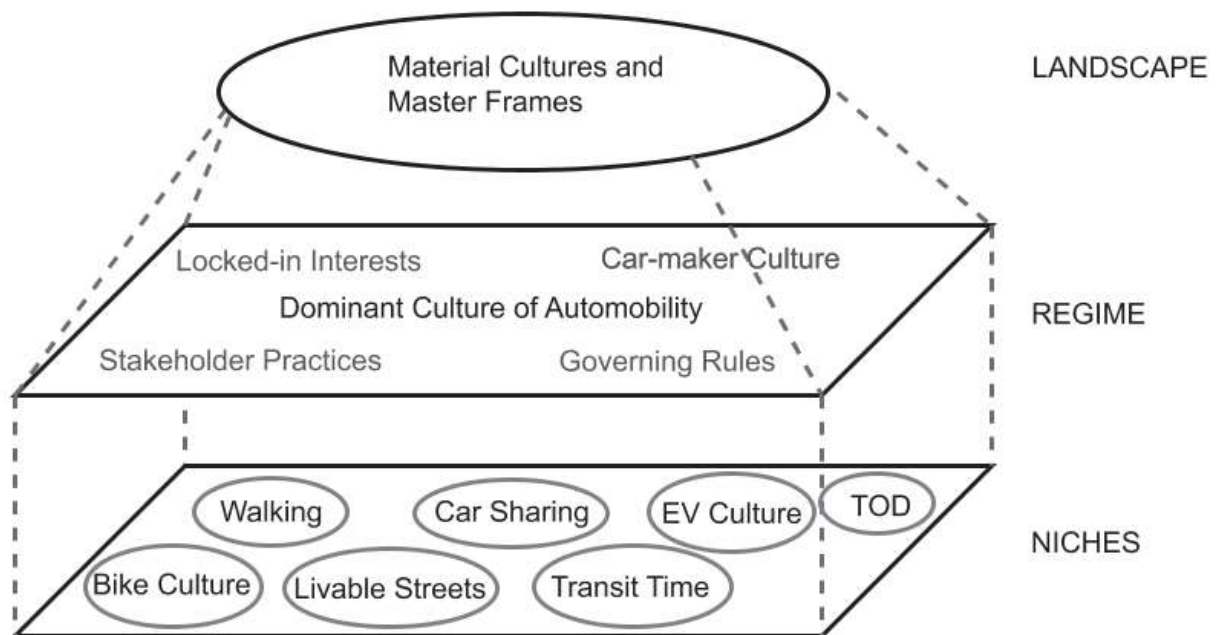 Material Cultures and
Master Frames
LANDSCAPE
Locked-in Interests
Car-maker Culture
Dominant Culture of Automobility
REGIME
Stakeholder Practices
Governing Rules
Walking
Car Sharing
EV Culture
TOD
NICHES
Bike Culture
Livable Streets
Transit Time